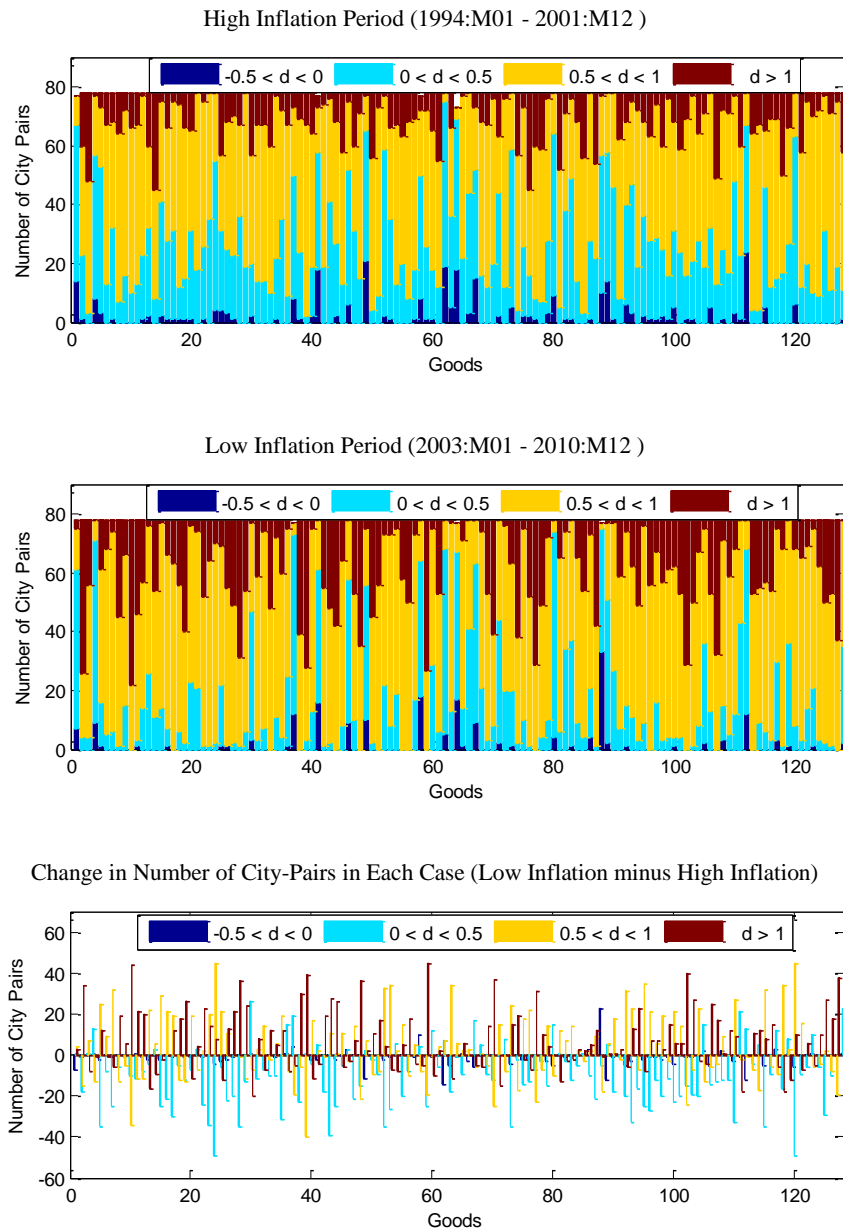 High Inflation Period (1994:M01 - 2001:M12 )
-0.5 < d < 0 0 < d < 0.5 0.5 < d < 1 d > 1
80
60
40
20
0
Number of City Pairs
0 20 40 60 80 100 120
Goods
Low Inflation Period (2003:M01 - 2010:M12 )
-0.5 < d < 0 0 < d < 0.5 0.5 < d < 1 d > 1
80
60
40
20
0
Number of City Pairs
0 20 40 60 80 100 120
Goods
Change in Number of City-Pairs in Each Case (Low Inflation minus High Inflation)
-0.5 < d < 0 0 < d < 0.5 0.5 < d < 1 d > 1
60
40
20
0
-20
-40
-60
Number of City Pairs
0 20 40 60 80 100 120
Goods